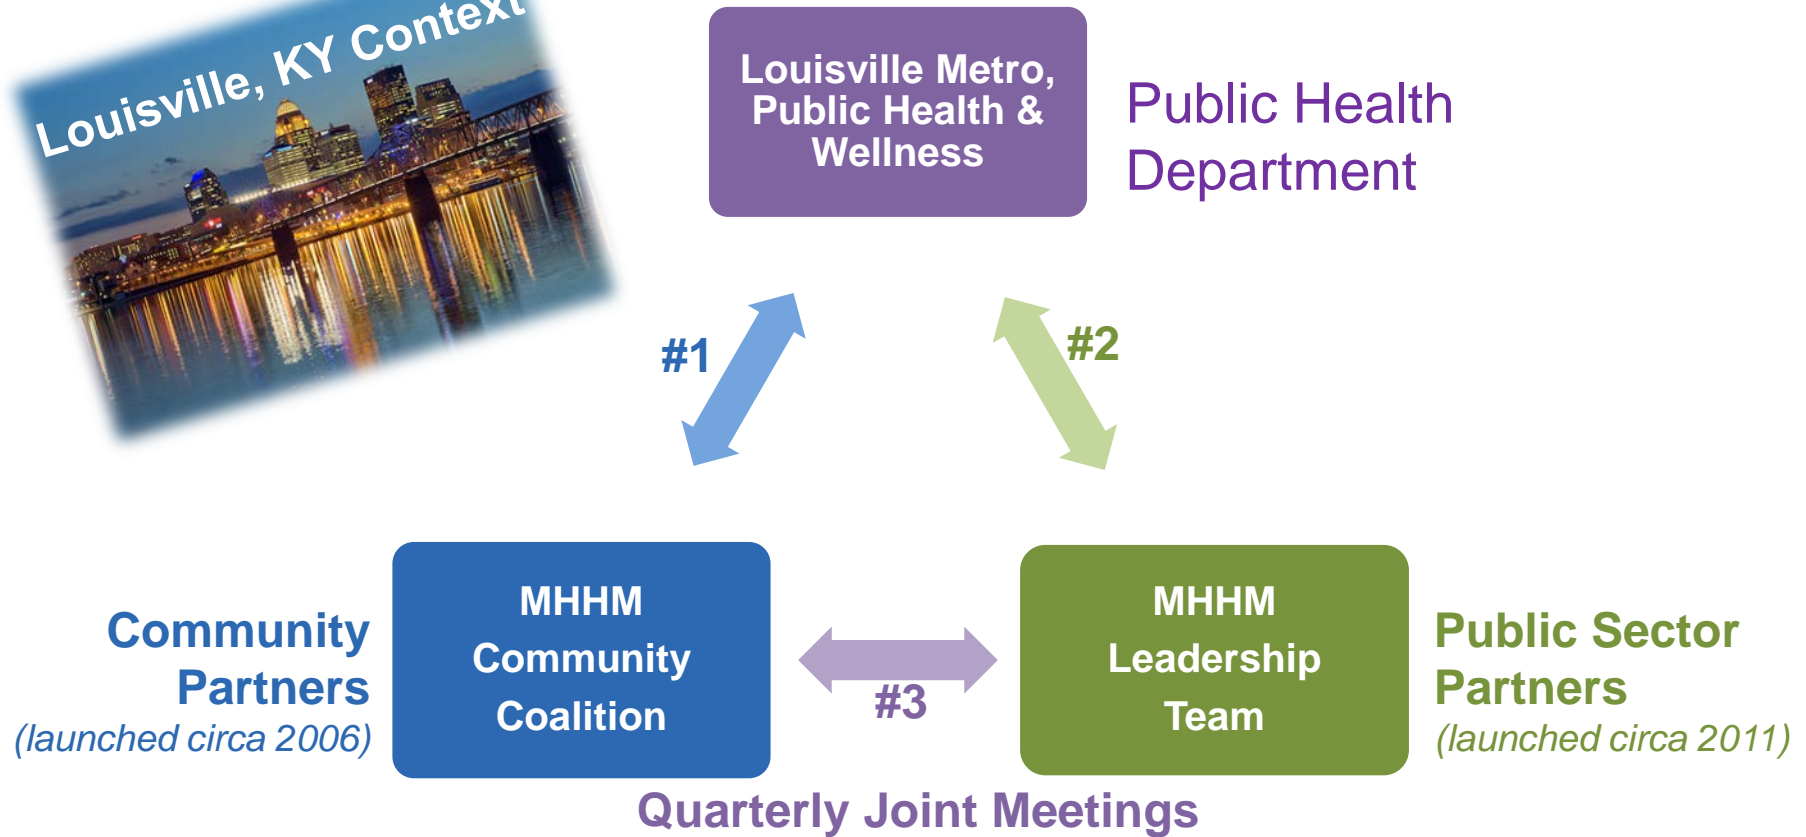 Louisville, KY Context
Louisville Metro,
Public Health &
Wellness
Public Health
Department
#1
#2
Community
Partners
(launched circa 2006)
MHHM
Community
Coalition
#3
MHHM
Leadership
Team
Public Sector
Partners
(launched circa 2011)
Quarterly Joint Meetings